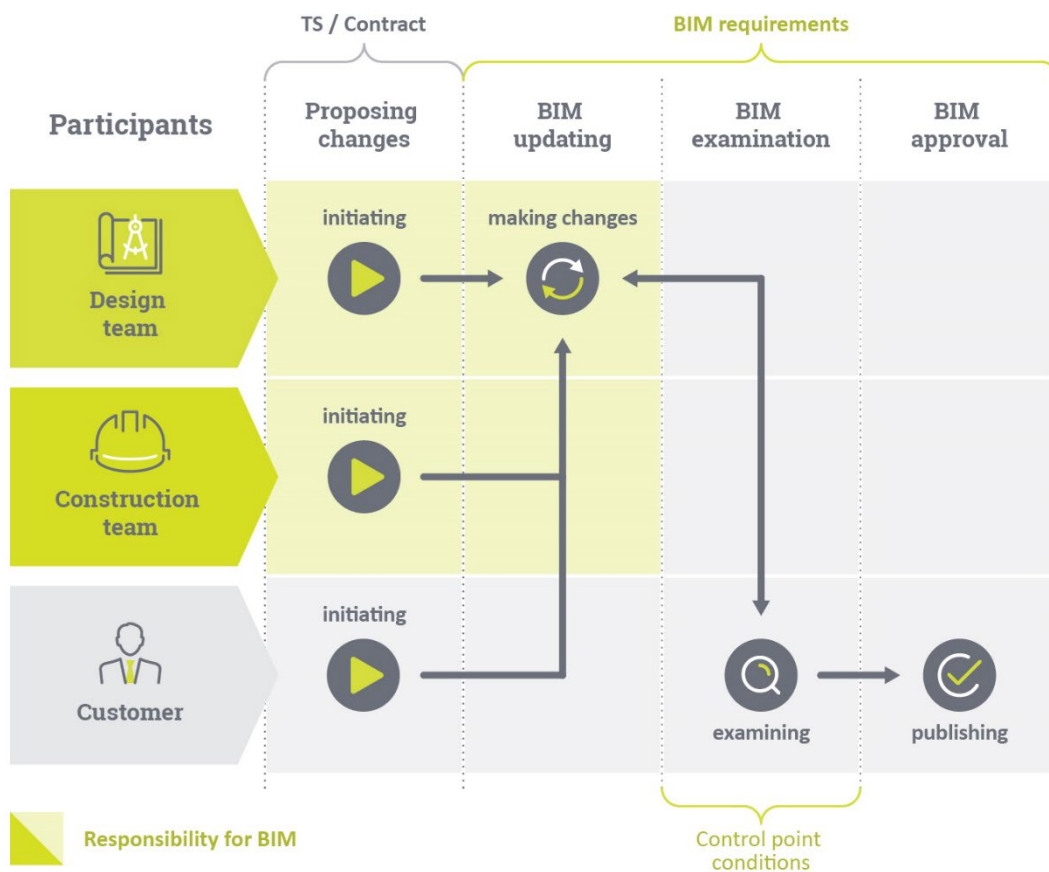 TS / Contract
BIM requirements
Participants
Proposing
changes
BIM
updating
BIM
examination
BIM
approval
Design
team
initiating
making changes
Construction
team
initiating
Customer
initiating
examining
publishing
Responsibility for BIM
Control point
conditions